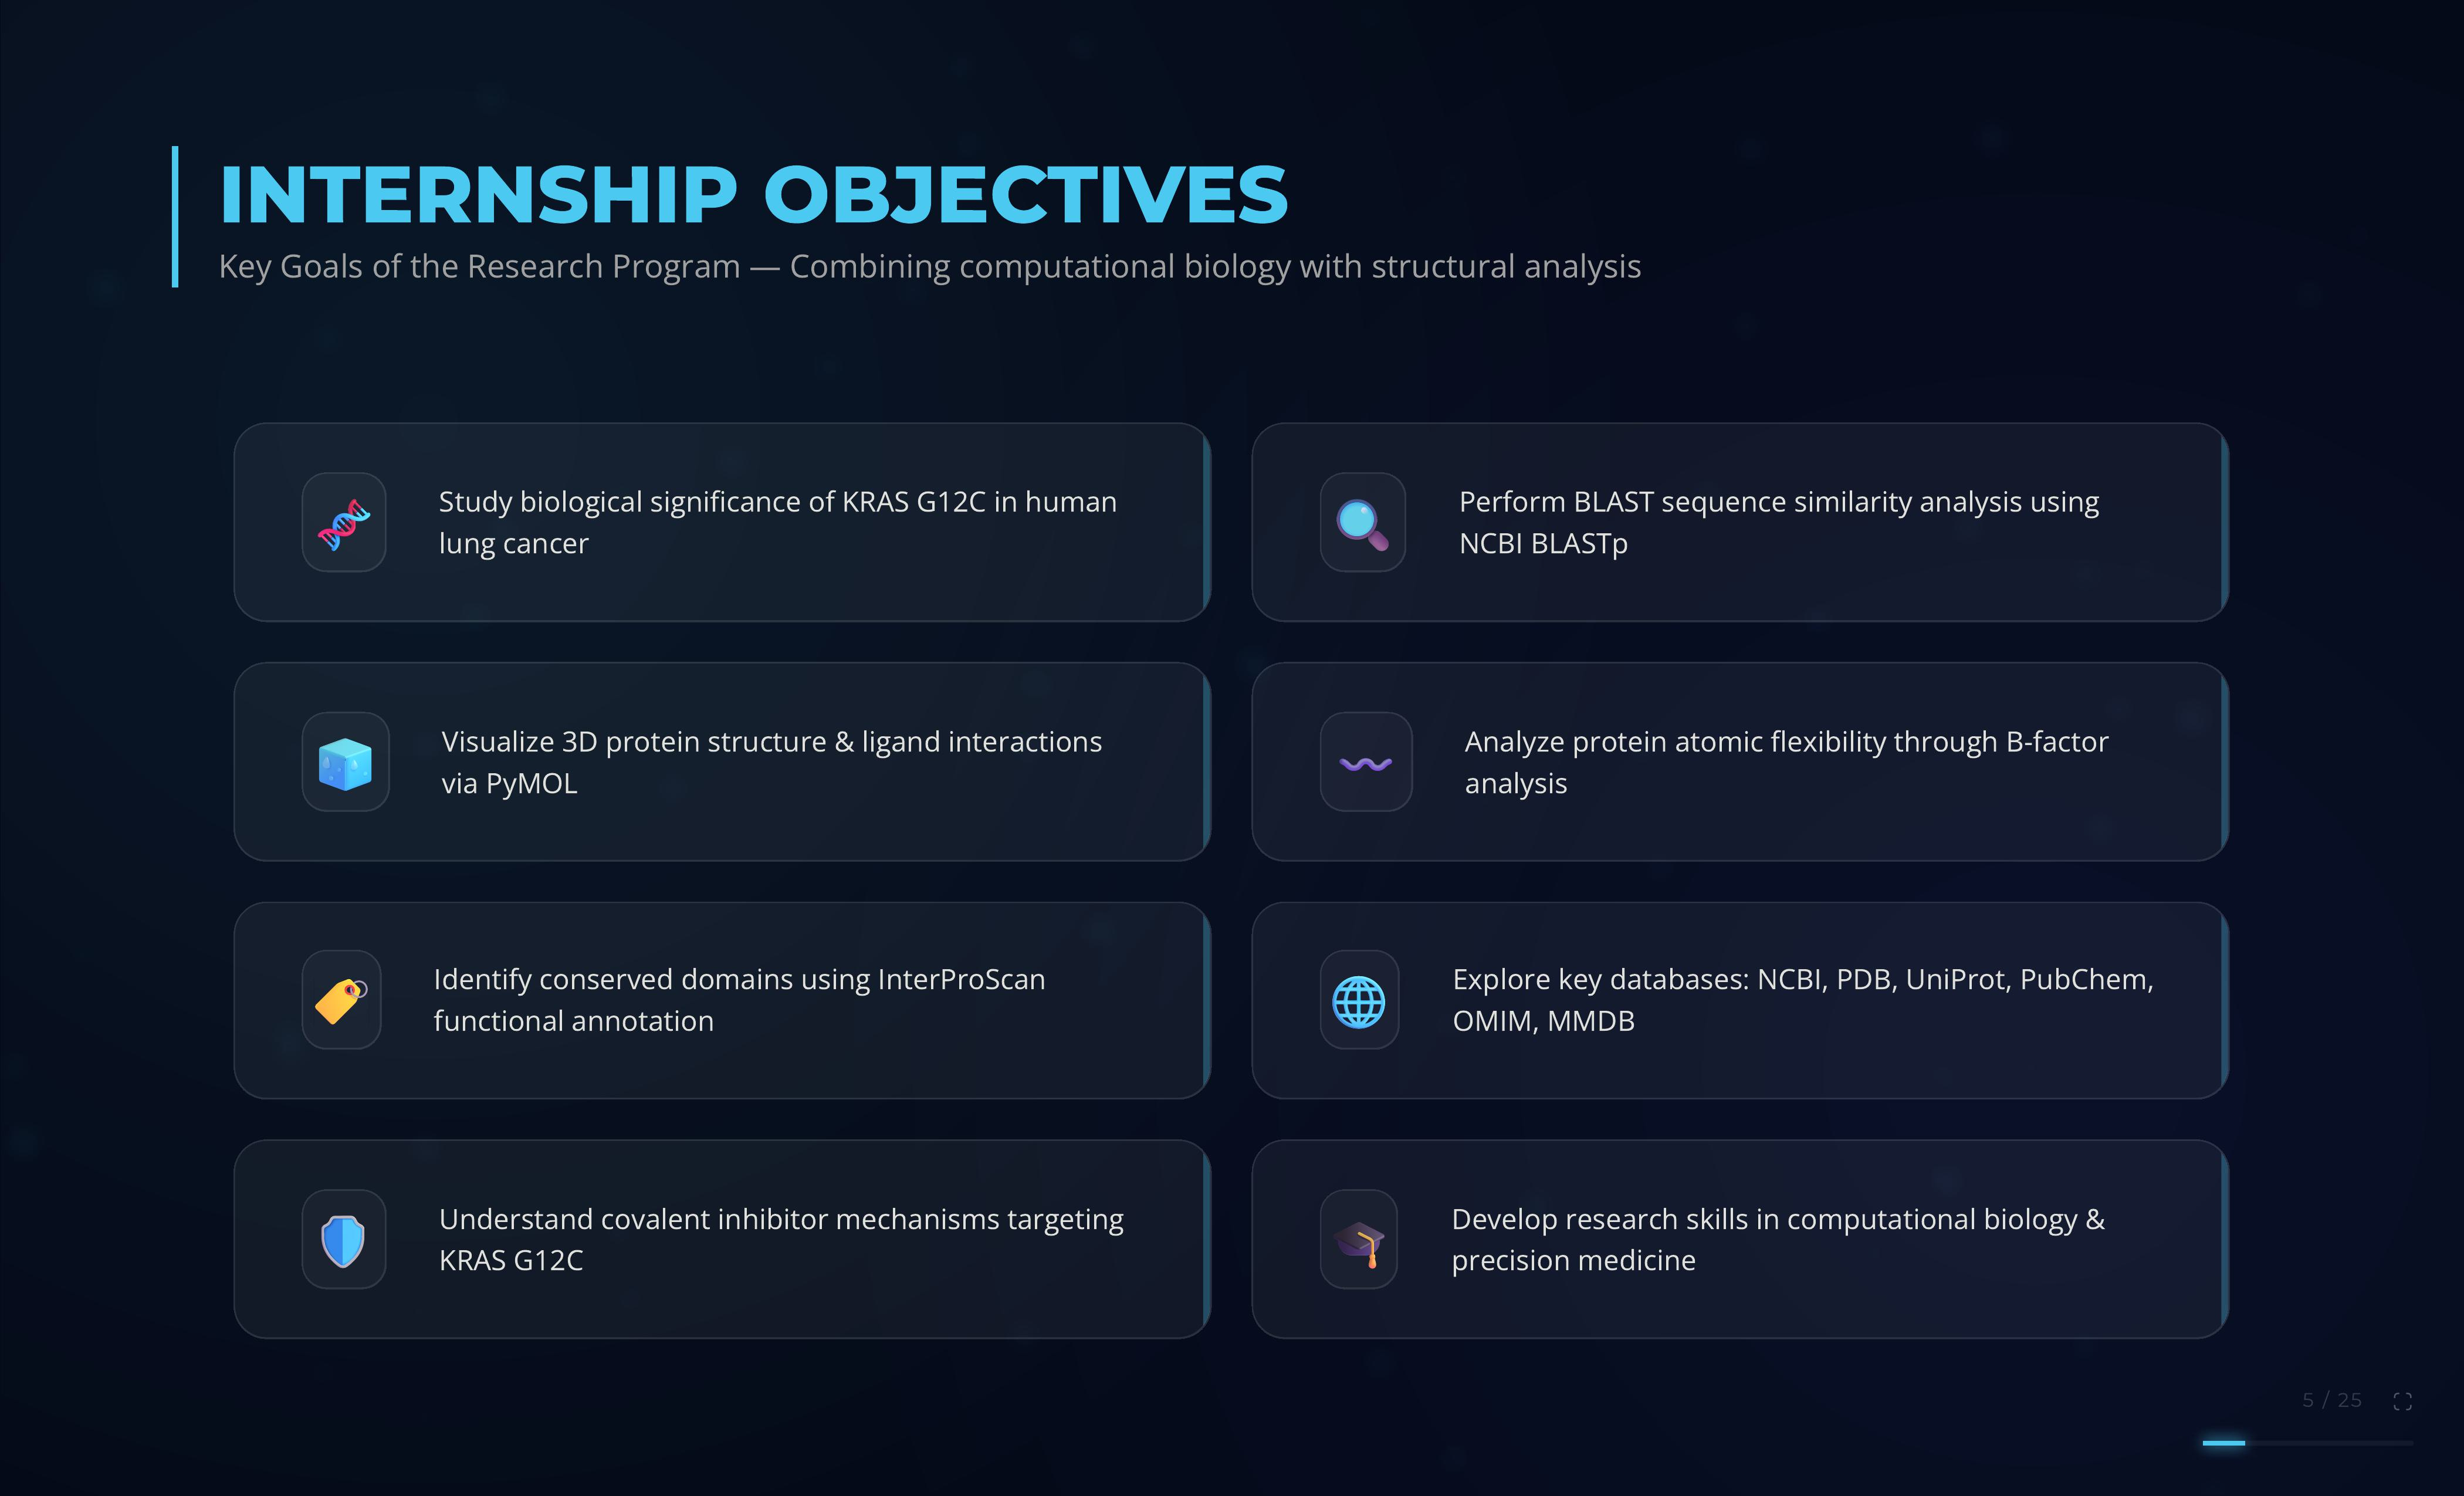 INTERNSHIP OBJECTIVES
Key Goals of the Research Program — Combining computational biology with structural analysis
Study biological significance of KRAS G12C in human
lung cancer
Perform BLAST sequence similarity analysis using
NCBI BLASTp
Visualize 3D protein structure & ligand interactions
via PyMOL
Analyze protein atomic flexibility through B-factor
analysis
Identify conserved domains using InterProScan
functional annotation
Explore key databases: NCBI, PDB, UniProt, PubChem,
OMIM, MMDB
Understand covalent inhibitor mechanisms targeting
KRAS G12C
Develop research skills in computational biology &
precision medicine
5 / 25